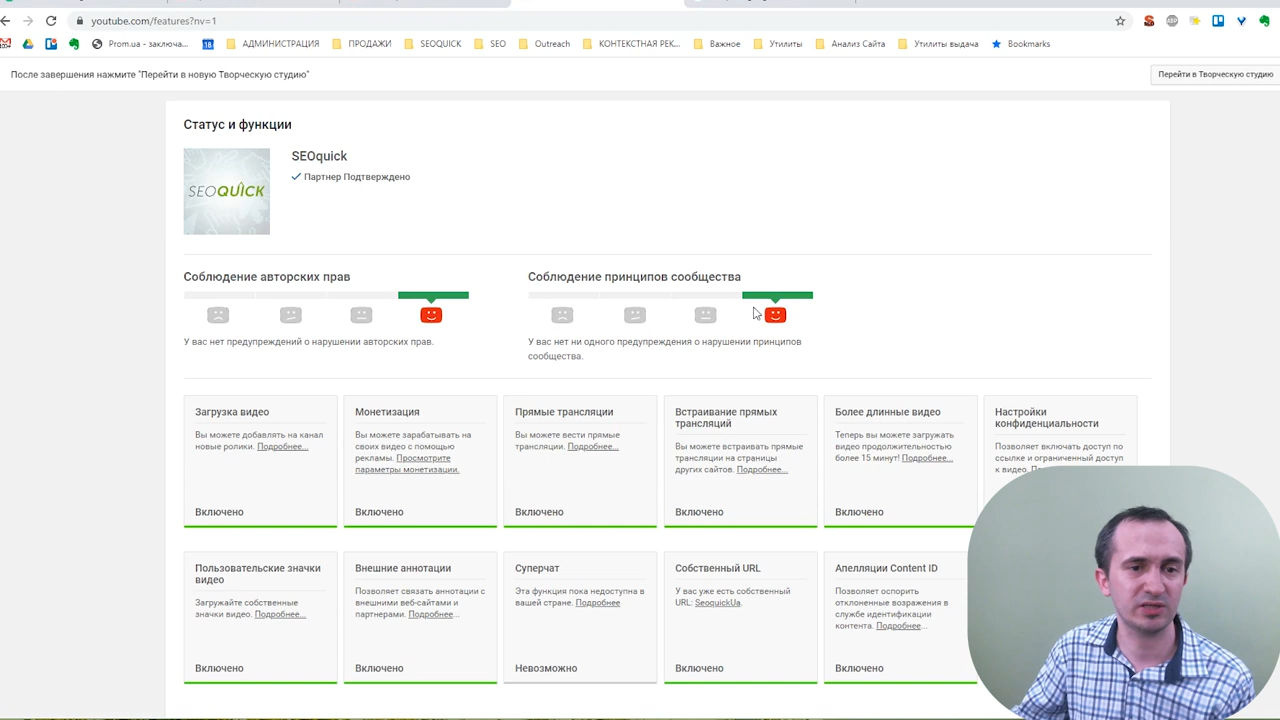 youtube.com/features?nv=1
Prom.ua - заключа...
АДМИНИСТРАЦИЯ
ПРОДАЖИ
SEOQUICK
SEO
Outreach
КОНТЕКСТНАЯ РЕК...
Важное
Утилиты
Анализ Сайта
Утилиты выдача
Bookmarks
После завершения нажмите "Перейти в новую Творческую студию"
Перейти в Творческую студию
Статус и функции
SEOQUICK
SEOquick
Партнер Подтверждено
Соблюдение авторских прав
У вас нет предупреждений о нарушении авторских прав.
Соблюдение принципов сообщества
У вас нет ни одного предупреждения о нарушении принципов
сообщества.
Загрузка видео
Вы можете добавлять на канал
новые ролики. Подробнее...
Включено
Монетизация
Вы можете зарабатывать на
своих видео с помощью
рекламы. Просмотрите
параметры монетизации.
Включено
Прямые трансляции
Вы можете вести прямые
трансляции. Подробнее...
Включено
Встраивание прямых
трансляций
Вы можете встраивать прямые
трансляции на страницы
других сайтов. Подробнее...
Включено
Более длинные видео
Теперь вы можете загружать
видео продолжительностью
более 15 минут! Подробнее...
Включено
Настройки
конфиденциальности
Позволяет включать доступ по
ссылке и ограниченный доступ
к видео.
Пользовательские значки
видео
Загружайте собственные
значки видео. Подробнее...
Включено
Внешние аннотации
Позволяет связать аннотации с
внешними веб-сайтами и
партнерами. Подробнее...
Включено
Суперчат
Эта функция пока недоступна в
вашей стране. Подробнее
Невозможно
Собственный URL
У вас уже есть собственный
URL: SeoquickUa.
Включено
Апелляции Content ID
Позволяет оспорить
отклоненные возражения в
службе идентификации
контента. Подробнее...
Включено